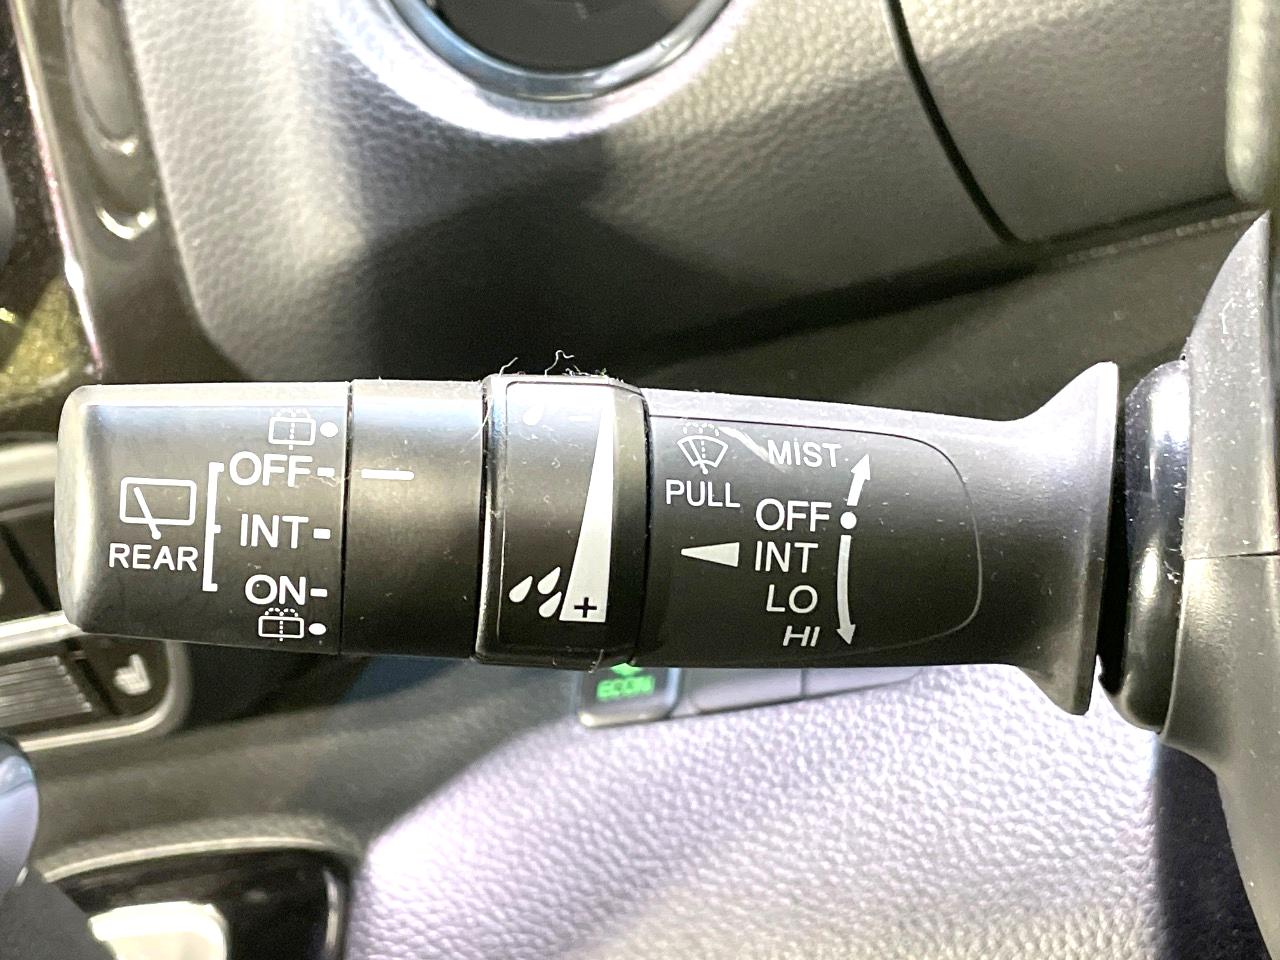 OFF
INT
ON
REAR
- 
+
PULL
MIST
OFF
INT
LO
HI
ECON